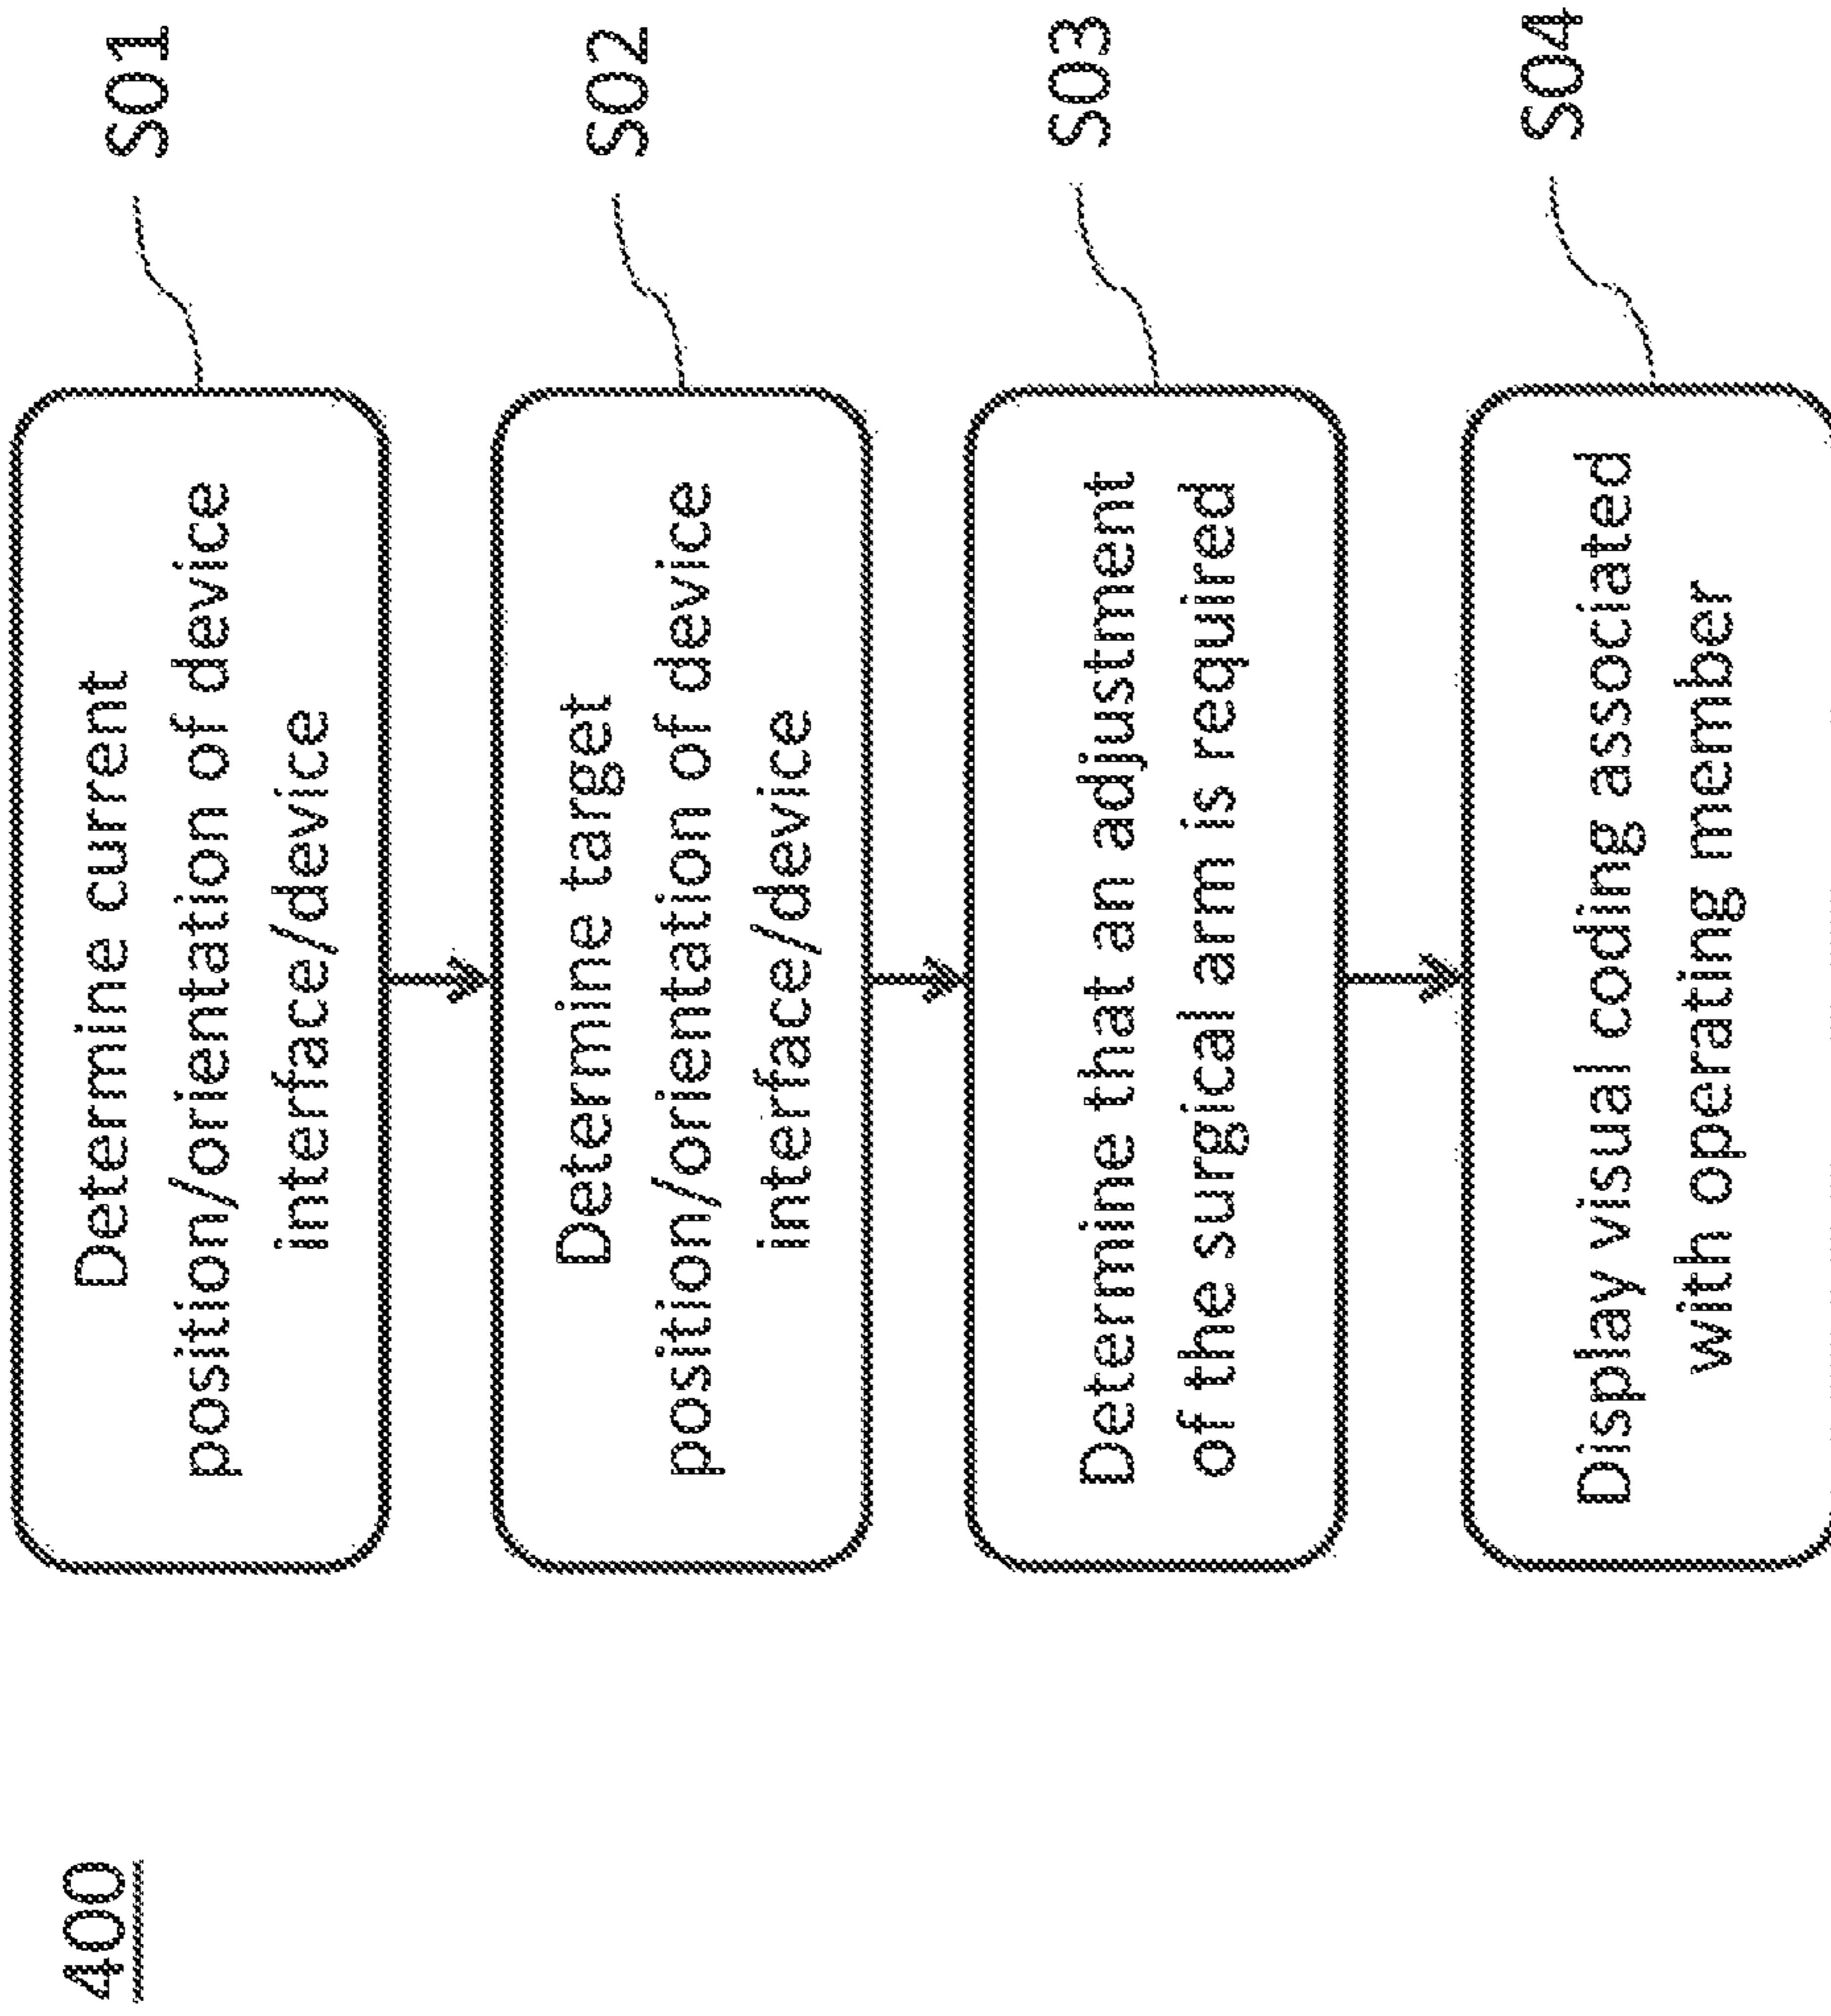 400
Determine current
position/orientation of device
interface/device
S01
Determine target
position/orientation of device
interface/device
S02
Determine that an adjustment
of the surgical arm is required
S03
Display visual coding associated
with operating member
S04